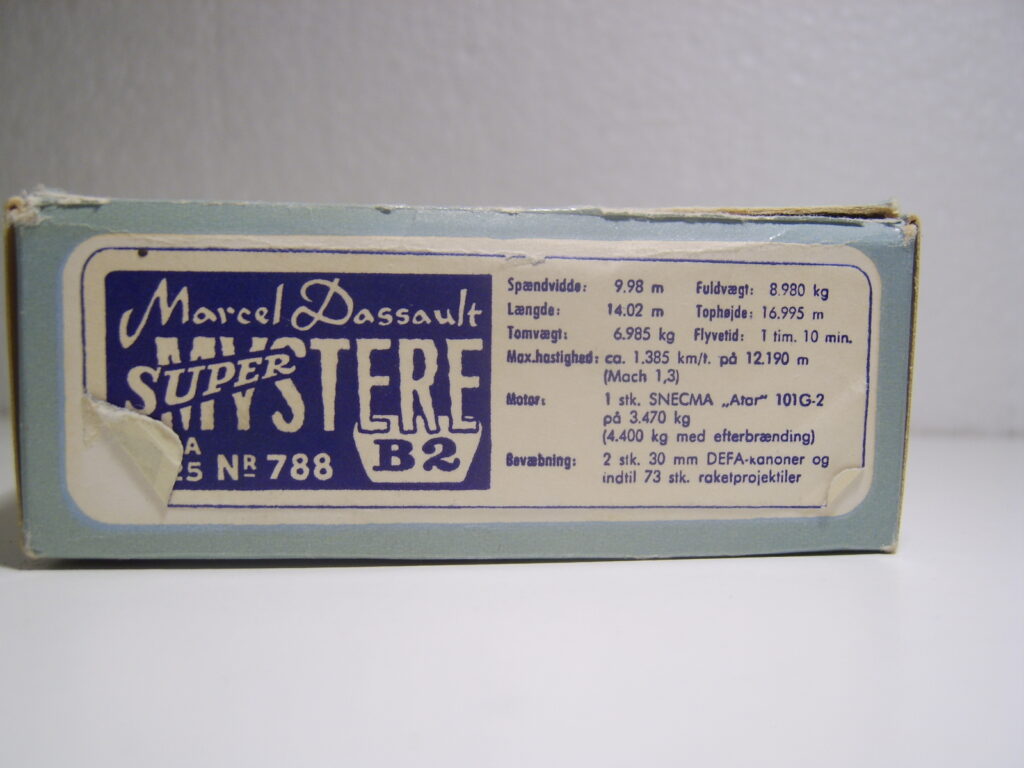 Marcel Dassault
SUPER
MYSTERE
B2
A
25 NR 788
Spændvidde: 9.98 m Fuldvægt: 8.980 kg
Længde: 14.02 m Tophøjde: 16.995 m
Tomvægt: 6.985 kg Flyvetid: 1 tim. 10 min.
Max.hastighed: ca. 1.385 km/t. på 12.190 m
(Mach 1,3)
Motor: 1 stk. SNECMA „Atar" 101G-2
på 3.470 kg
(4.400 kg med efterbrænding)
Bevæbning: 2 stk. 30 mm DEFA-kanoner og
indtil 73 stk. raketprojektiler